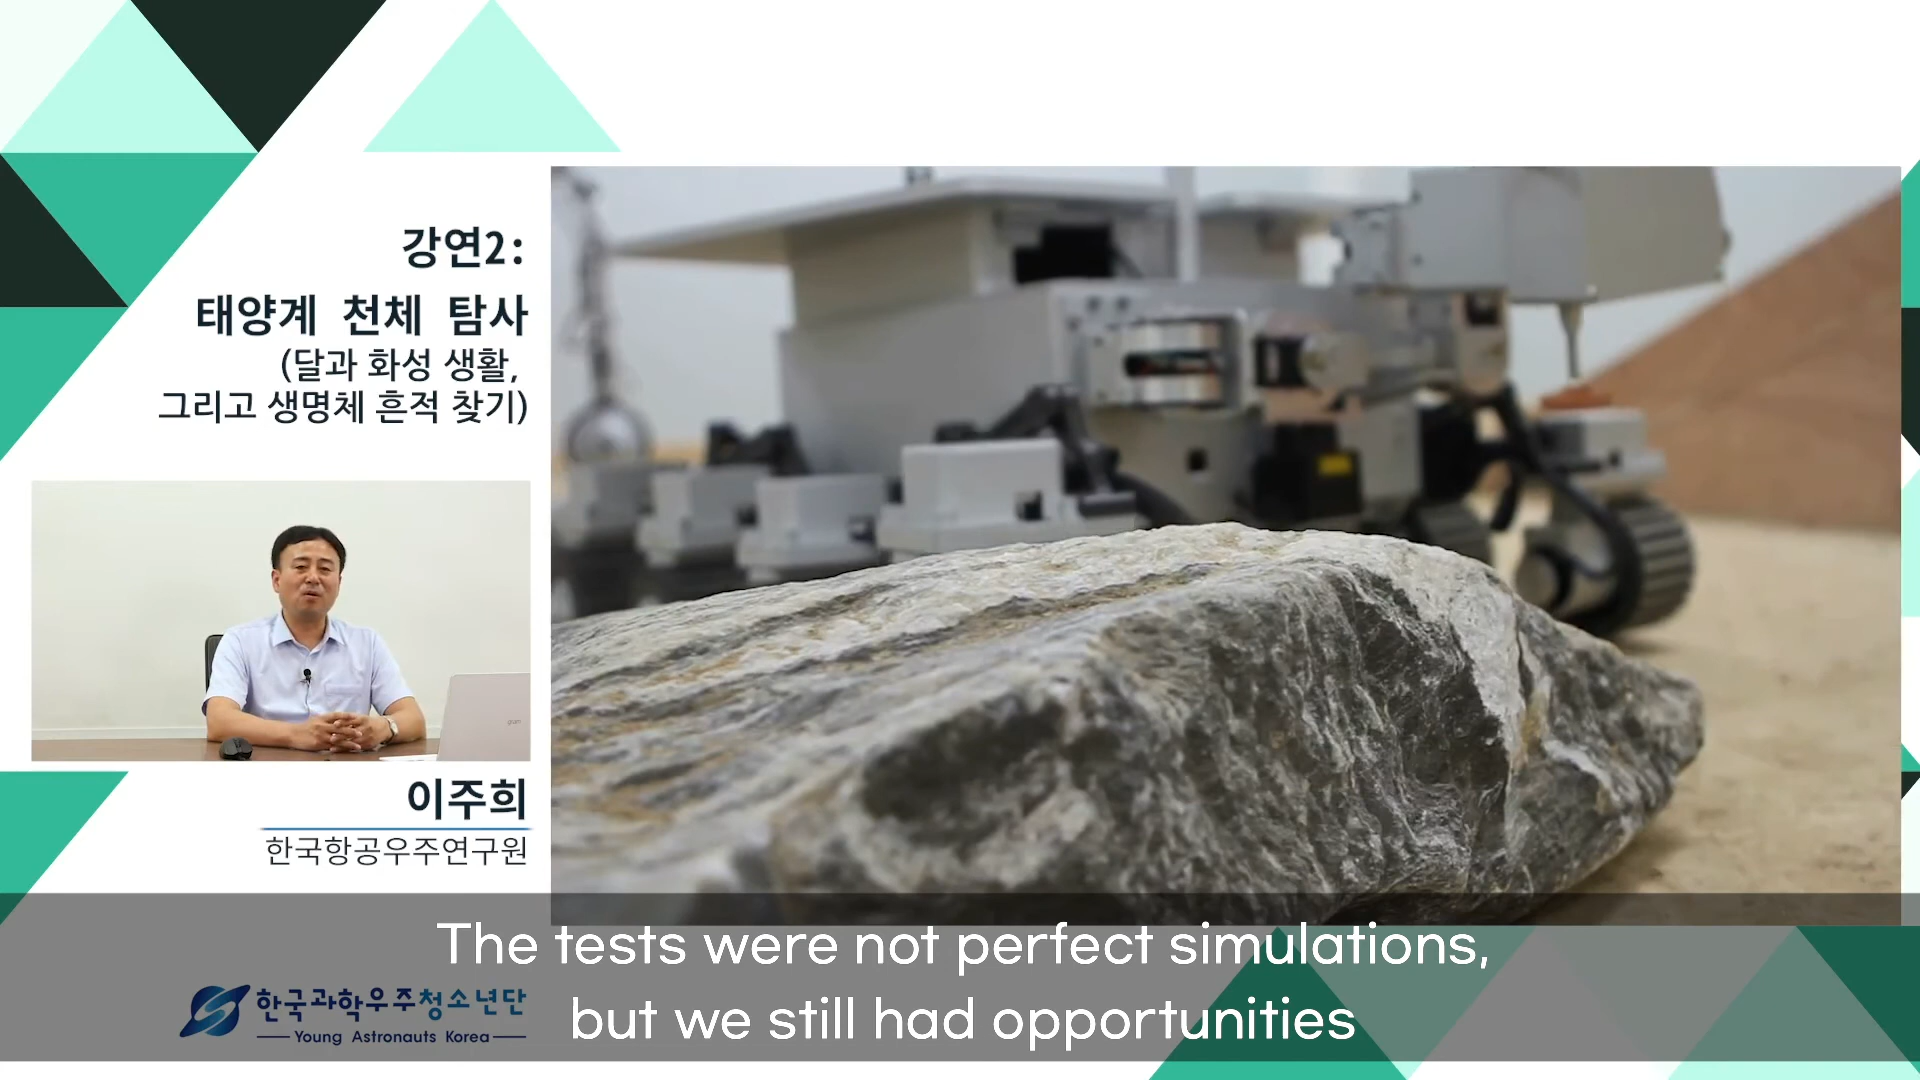 강연2:
태양계 천체 탐사
(달과 화성 생활,
그리고 생명체 흔적 찾기)
gram
이주희
한국항공우주연구원
The tests were not perfect simulations,
but we still had opportunities
한국과학우주청소년단
Young Astronauts Korea